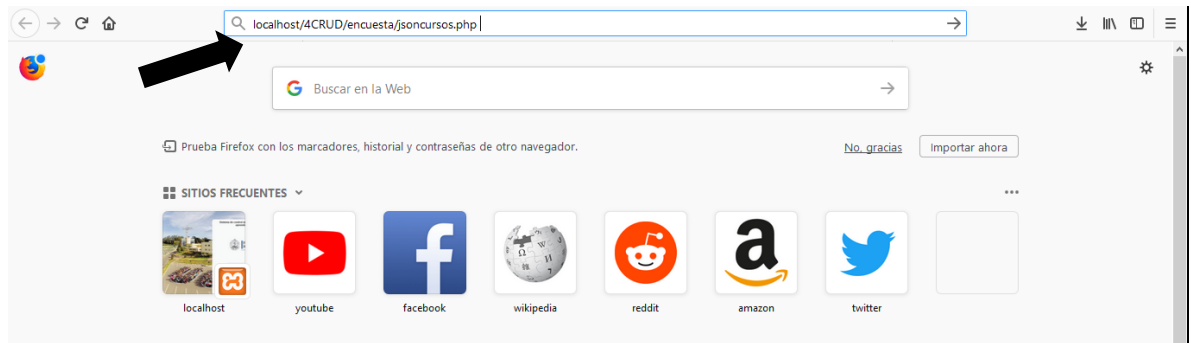 localhost/4CRUD/encuesta/jsoncursos.php
Buscar en la Web
Prueba Firefox con los marcadores, historial y contraseñas de otro navegador.
No, gracias
Importar ahora
SITIOS FRECUENTES
localhost
youtube
facebook
wikipedia
reddit
amazon
twitter